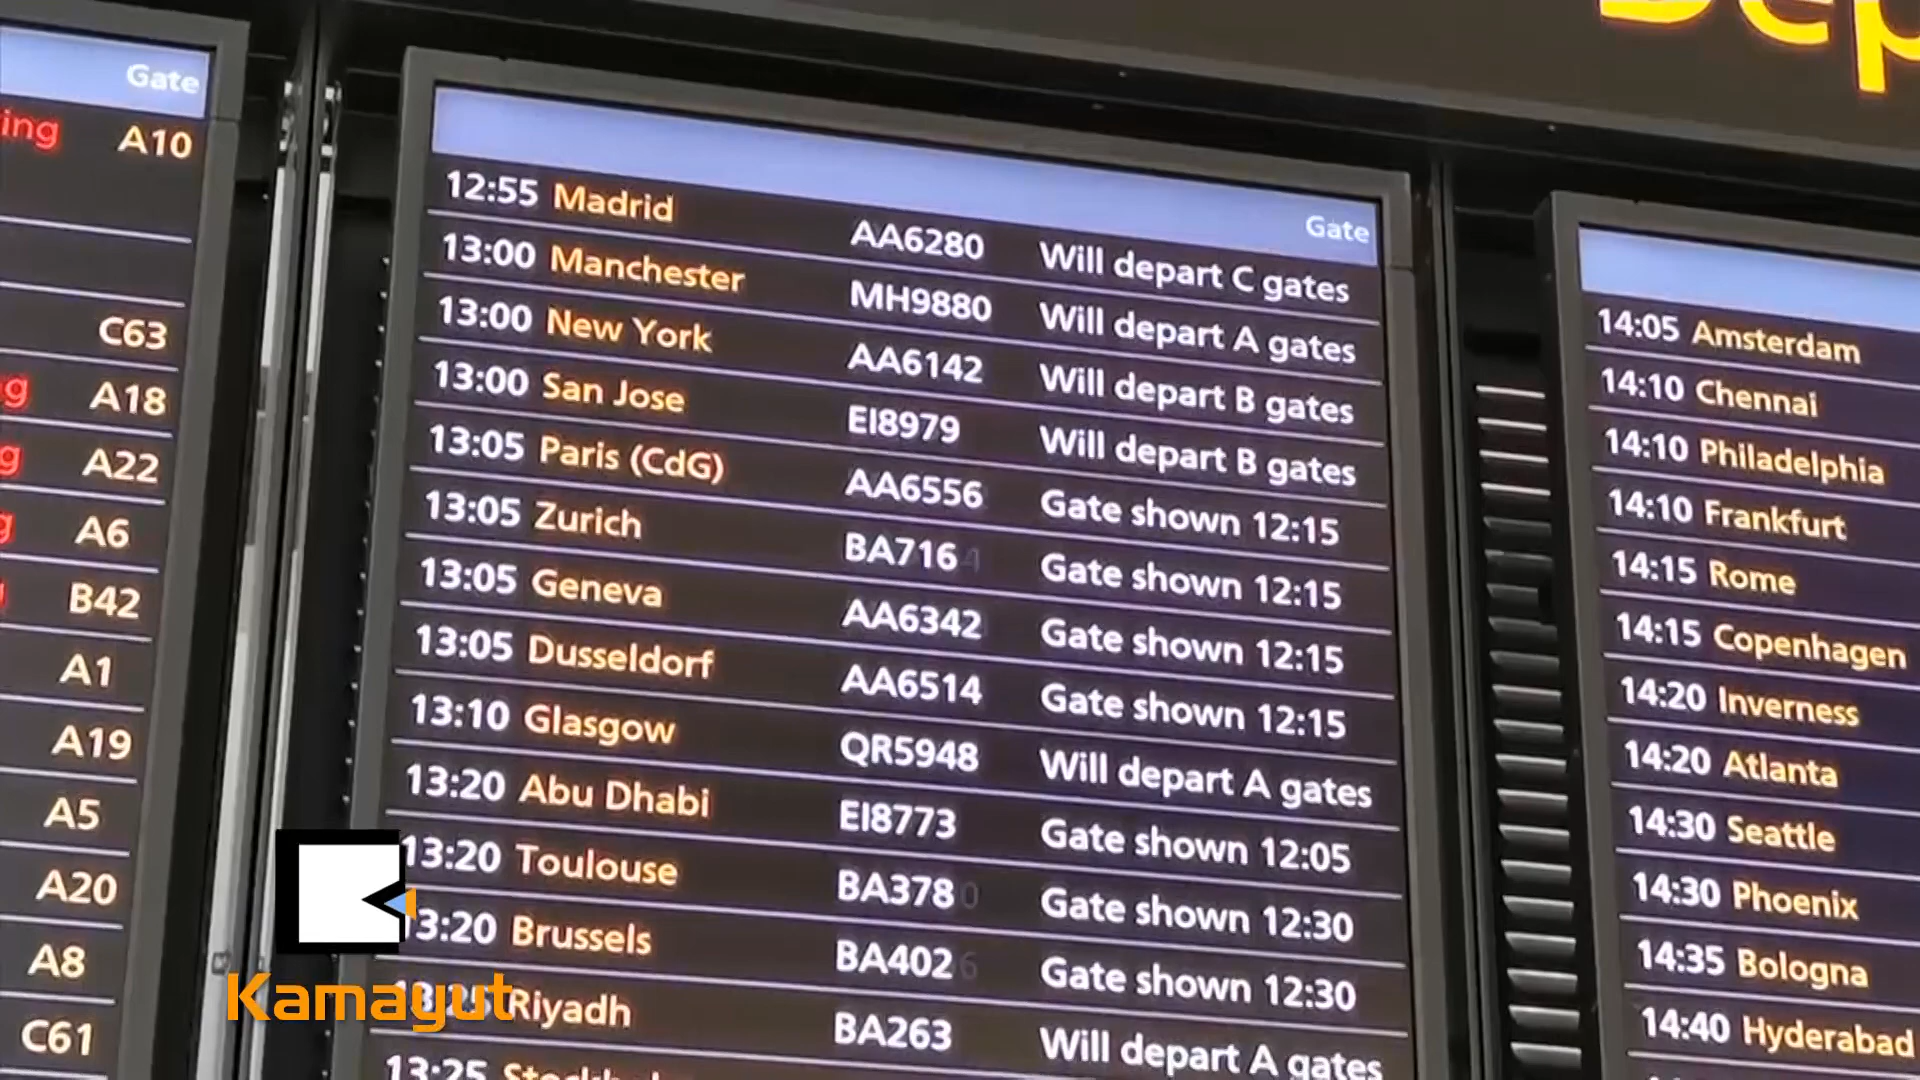 Dep
Gate
ing A10
C63
g A18
g A22
g A6
B42
A1
A19
A5
A20
A8
C61
Gate
12:55 Madrid AA6280 Will depart C gates
13:00 Manchester MH9880 Will depart A gates
13:00 New York AA6142 Will depart B gates
13:00 San Jose EI8979 Will depart B gates
13:05 Paris (CdG) AA6556 Gate shown 12:15
13:05 Zurich BA716 Gate shown 12:15
13:05 Geneva AA6342 Gate shown 12:15
13:05 Dusseldorf AA6514 Gate shown 12:15
13:10 Glasgow QR5948 Will depart A gates
13:20 Abu Dhabi EI8773 Gate shown 12:05
13:20 Toulouse BA378 Gate shown 12:30
13:20 Brussels BA402 Gate shown 12:30
13:25 Riyadh BA263 Will depart A gates
13:25
14:05 Amsterdam
14:10 Chennai
14:10 Philadelphia
14:10 Frankfurt
14:15 Rome
14:15 Copenhagen
14:20 Inverness
14:20 Atlanta
14:30 Seattle
14:30 Phoenix
14:35 Bologna
14:40 Hyderabad
Kamayut